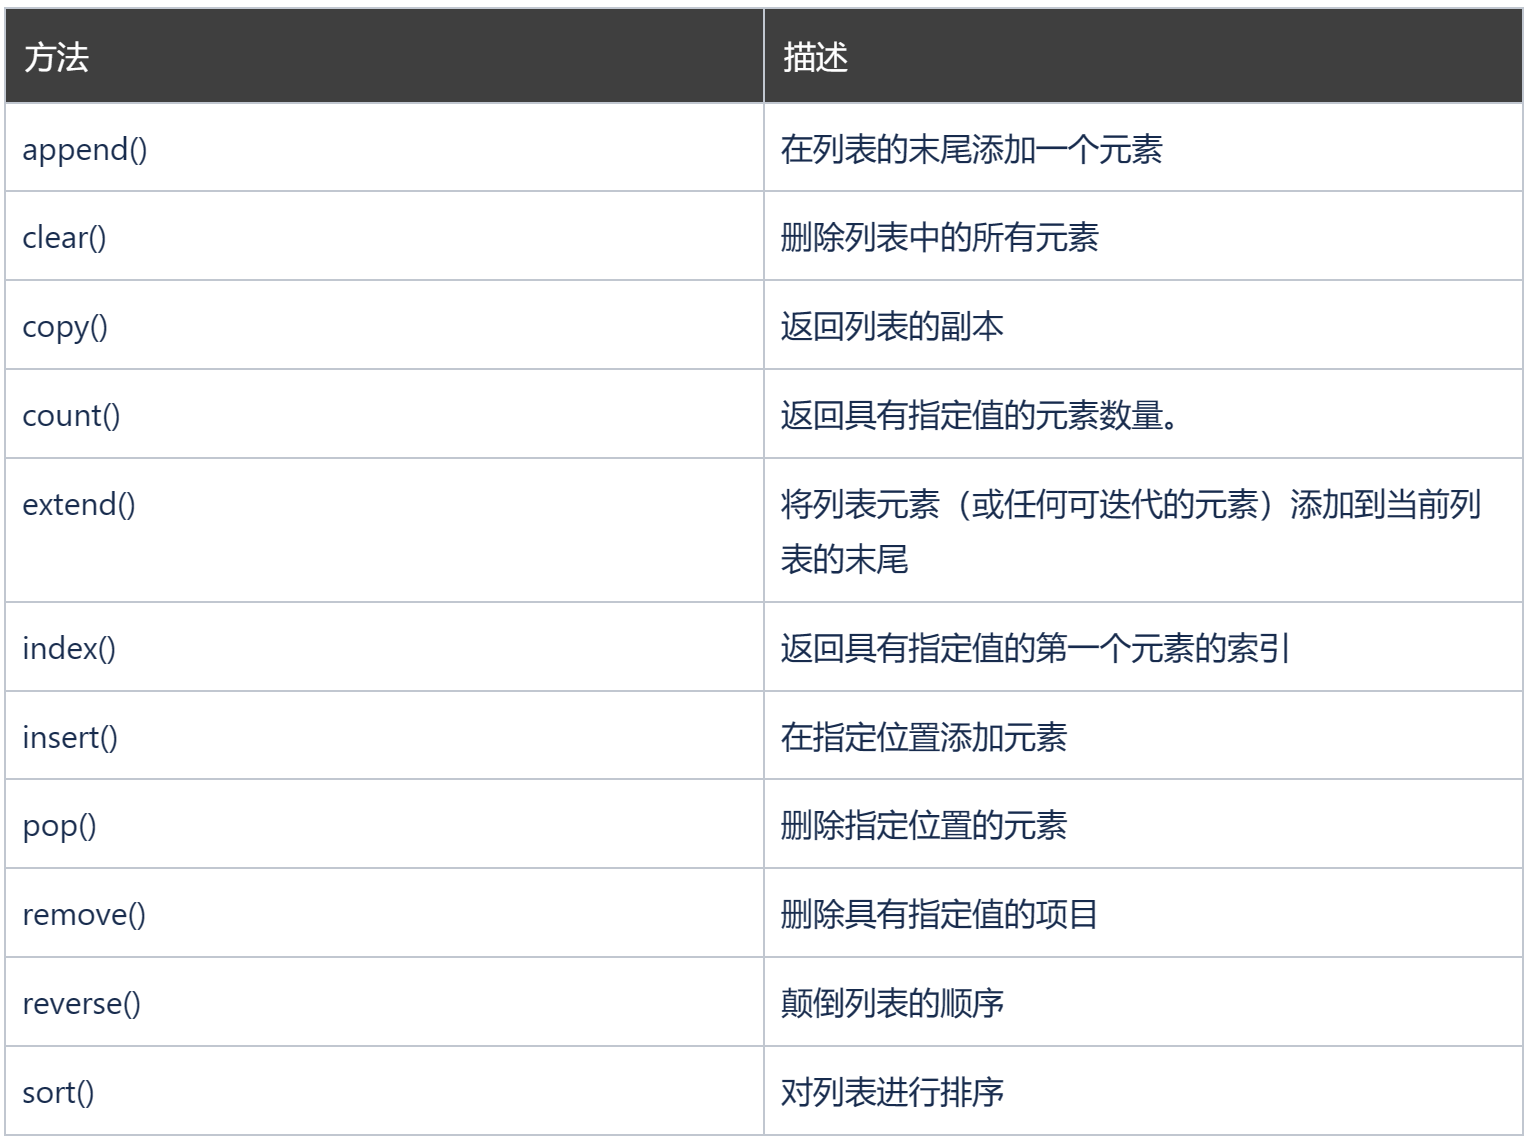 方法
描述
append()
在列表的末尾添加一个元素
clear()
删除列表中的所有元素
copy()
返回列表的副本
count()
返回具有指定值的元素数量。
extend()
将列表元素（或任何可迭代的元素）添加到当前列
表的末尾
index()
返回具有指定值的第一个元素的索引
insert()
在指定位置添加元素
pop()
删除指定位置的元素
remove()
删除具有指定值的项目
reverse()
颠倒列表的顺序
sort()
对列表进行排序